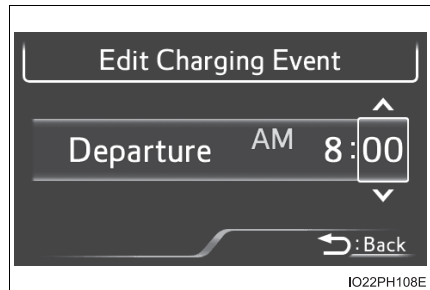 Edit Charging Event
Departure AM 8:00
:Back
IO22PH108E